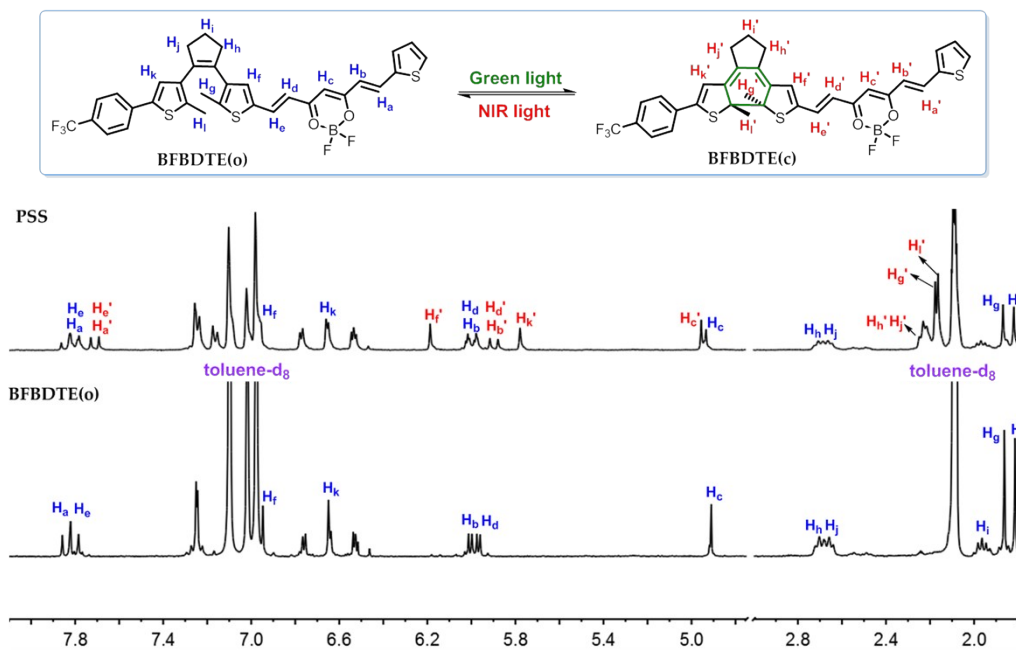 Hi Hi'
Hj Hh Hj' Hh'
Hk Hf Hc Hb S Hk' Hf' Hc' Hb' S
Hg Hd Green light Hg' Hd'
Ha NIR light Ha'
S S S S
Hl He Hl' He'
F3C O O F3C O O
B B
F F F F
BFBDTE(o) BFBDTE(c)
PSS
Hl'
Hg'
He He' Hf Hk Hf' Hd Hd' Hk' Hc' Hc Hh Hj Hh' Hj' Hg
Ha Ha' Hb Hb'
toluene-d8 toluene-d8
BFBDTE(o)
Ha He Hf Hk Hb Hd Hc Hh Hj Hi Hg
7.8 7.4 7.0 6.6 6.2 5.8 5.4 5.0 2.8 2.4 2.0